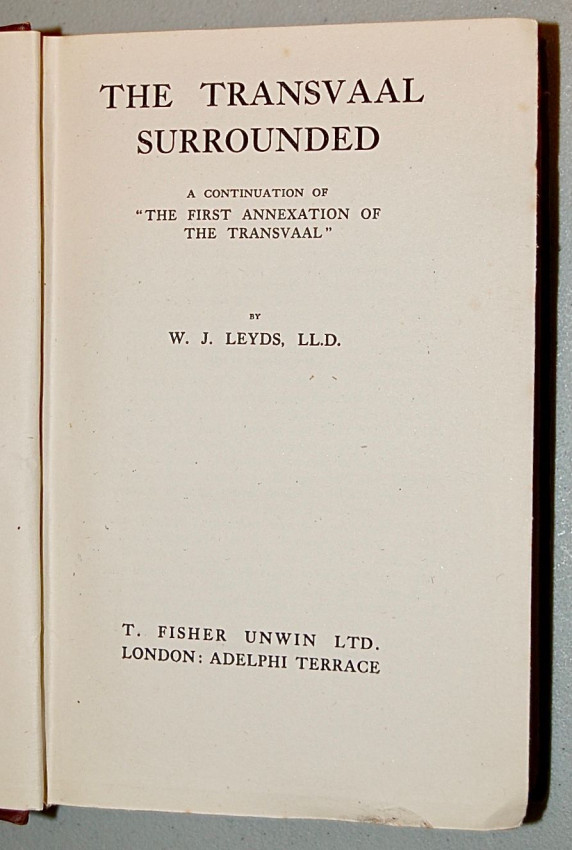 THE TRANSVAAL
SURROUNDED
A CONTINUATION OF
“THE FIRST ANNEXATION OF
THE TRANSVAAL”
BY
W. J. LEYDS, LL.D.
T. FISHER UNWIN LTD.
LONDON: ADELPHI TERRACE